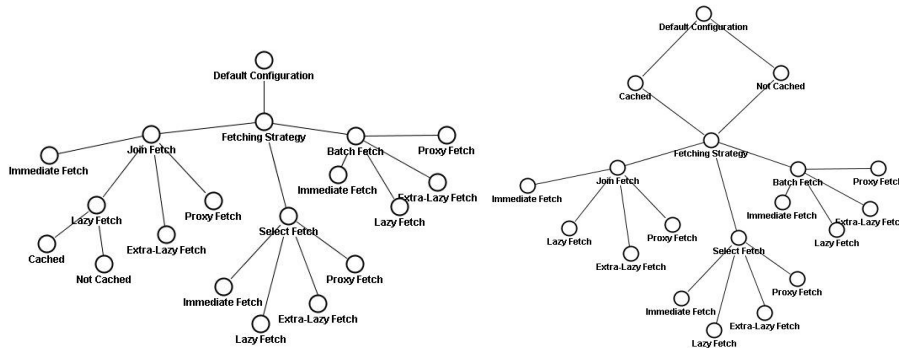 Default Configuration
Fetching Strategy
Join Fetch
Batch Fetch
Proxy Fetch
Immediate Fetch
Immediate Fetch
Extra-Lazy Fetch
Proxy Fetch
Lazy Fetch
Lazy Fetch
Select Fetch
Extra-Lazy Fetch
Cached
Not Cached
Proxy Fetch
Immediate Fetch
Extra-Lazy Fetch
Lazy Fetch
Default Configuration
Cached
Not Cached
Fetching Strategy
Join Fetch
Batch Fetch
Proxy Fetch
Immediate Fetch
Immediate Fetch
Extra-Lazy Fetch
Lazy Fetch
Proxy Fetch
Lazy Fetch
Select Fetch
Extra-Lazy Fetch
Proxy Fetch
Immediate Fetch
Extra-Lazy Fetch
Lazy Fetch